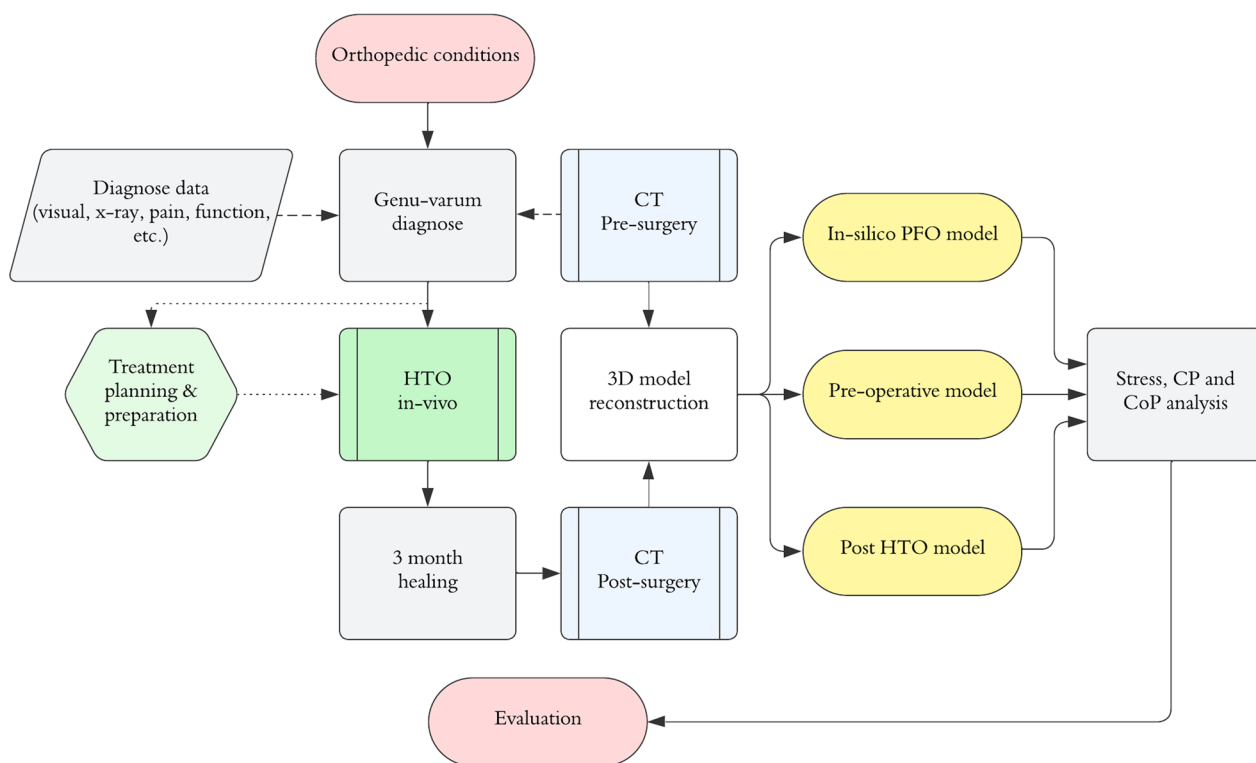 Orthopedic conditions
Diagnose data
(visual, x-ray, pain, function,
etc.)
Genu-varum
diagnose
CT
Pre-surgery
In-silico PFO model
Treatment
planning &
preparation
HTO
in-vivo
3D model
reconstruction
Pre-operative model
Stress, CP and
CoP analysis
3 month
healing
CT
Post-surgery
Post HTO model
Evaluation